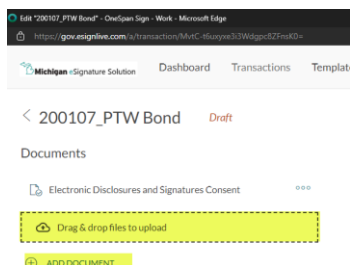 Edit "200107_PTW Bond" - OneSpan Sign - Work - Microsoft Edge
https://gov.esignlive.com/a/transaction/MvtC-t6uxyxe3i3Wdgpc8ZFnsK0=
Michigan eSignature Solution Dashboard Transactions Templat
< 200107_PTW Bond Draft
Documents
Electronic Disclosures and Signatures Consent
Drag & drop files to upload
ADD DOCUMENT